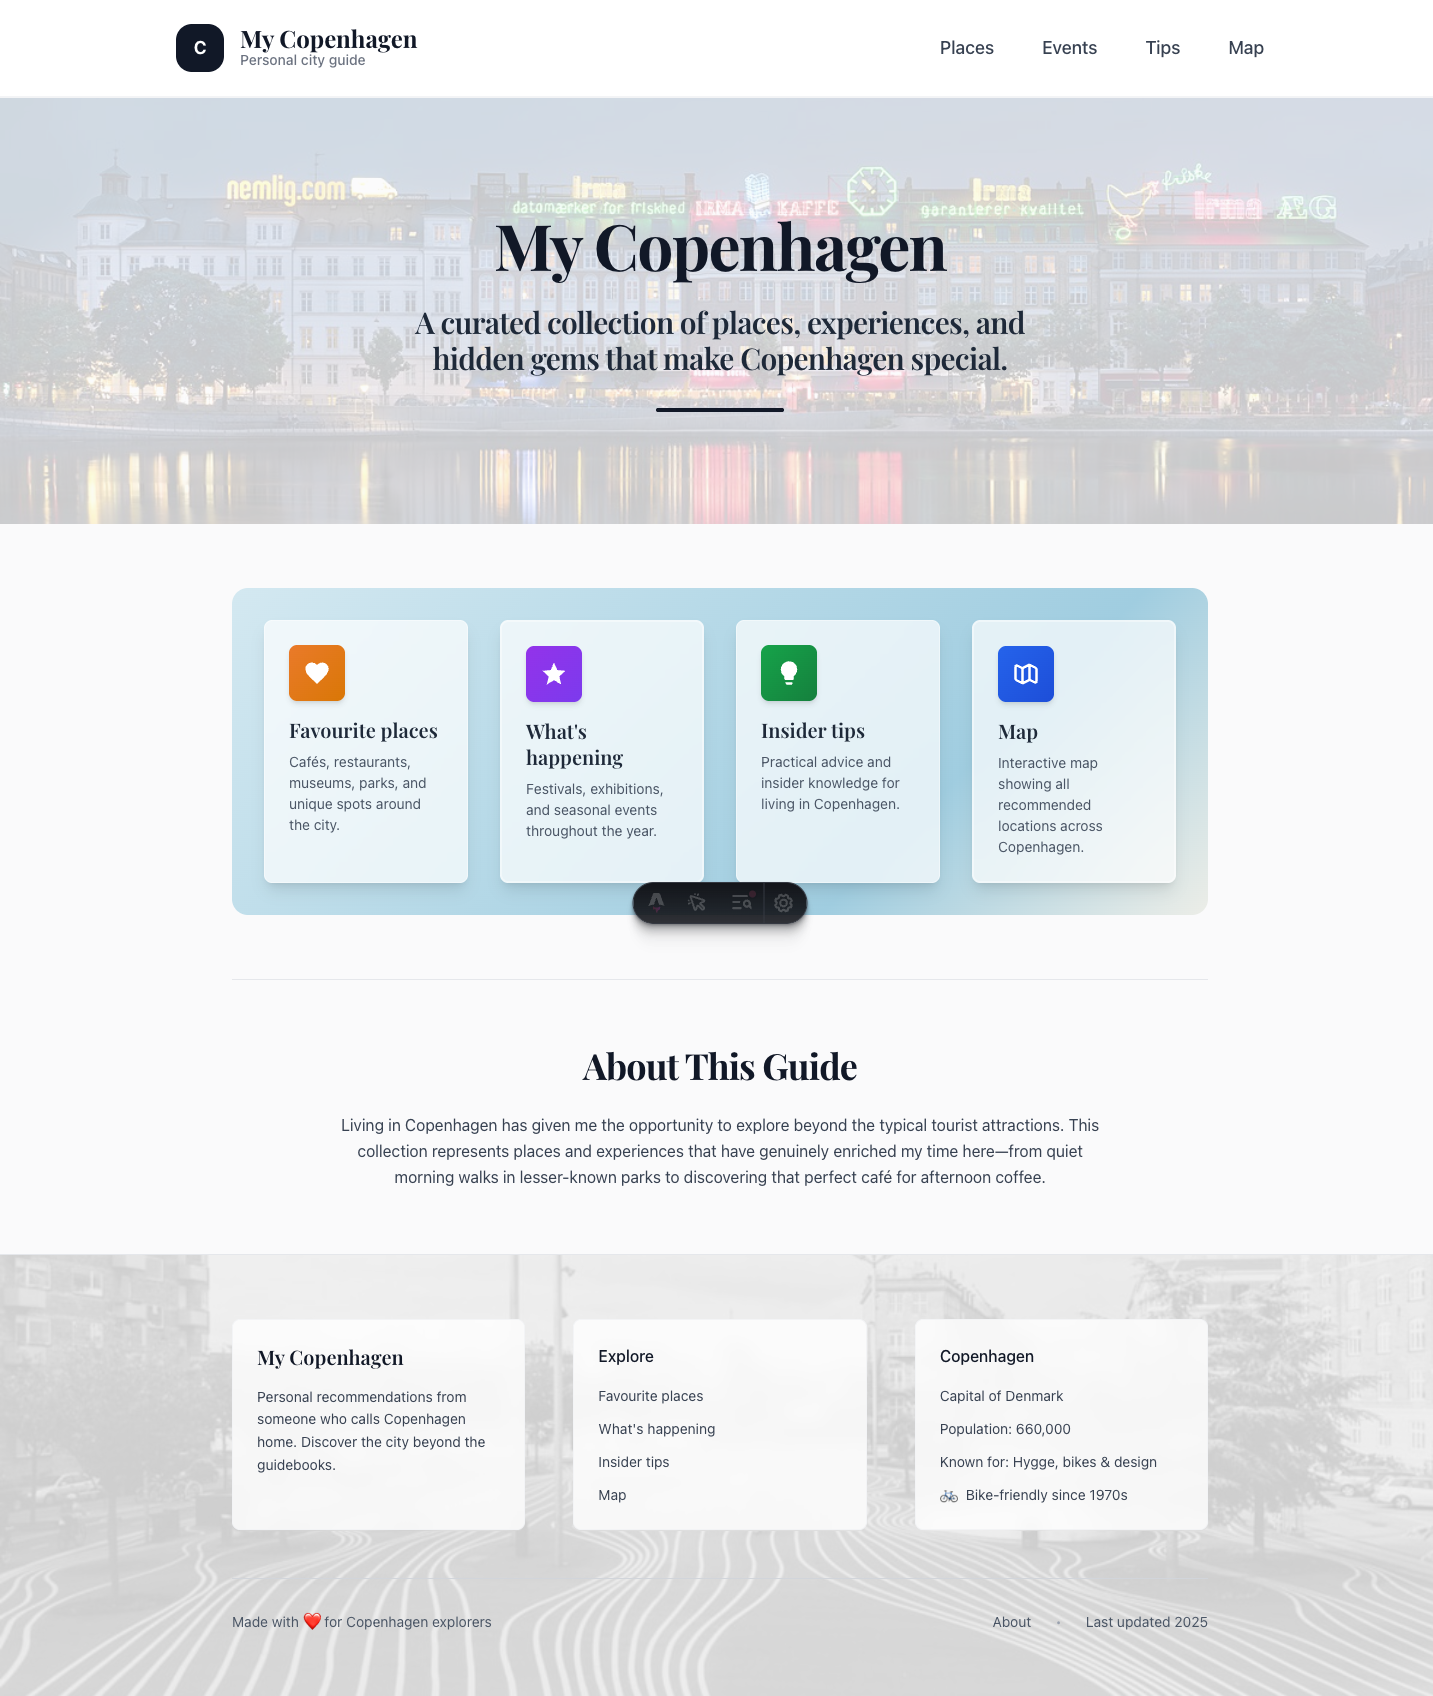 C
My Copenhagen
Personal city guide
Places
Events
Tips
Map
nemlig.com
Irma
datomærker for friskhed
IRMA KAFFE
Irma
garanterer kvalitet
friske
Irma
ÆG
My Copenhagen
A curated collection of places, experiences, and
hidden gems that make Copenhagen special.
Favourite places
Cafés, restaurants,
museums, parks, and
unique spots around
the city.
What's
happening
Festivals, exhibitions,
and seasonal events
throughout the year.
Insider tips
Practical advice and
insider knowledge for
living in Copenhagen.
Map
Interactive map
showing all
recommended
locations across
Copenhagen.
About This Guide
Living in Copenhagen has given me the opportunity to explore beyond the typical tourist attractions. This
collection represents places and experiences that have genuinely enriched my time here—from quiet
morning walks in lesser-known parks to discovering that perfect café for afternoon coffee.
My Copenhagen
Personal recommendations from
someone who calls Copenhagen
home. Discover the city beyond the
guidebooks.
Explore
Favourite places
What's happening
Insider tips
Map
Copenhagen
Capital of Denmark
Population: 660,000
Known for: Hygge, bikes & design
🚲 Bike-friendly since 1970s
Made with ❤️ for Copenhagen explorers
About • Last updated 2025